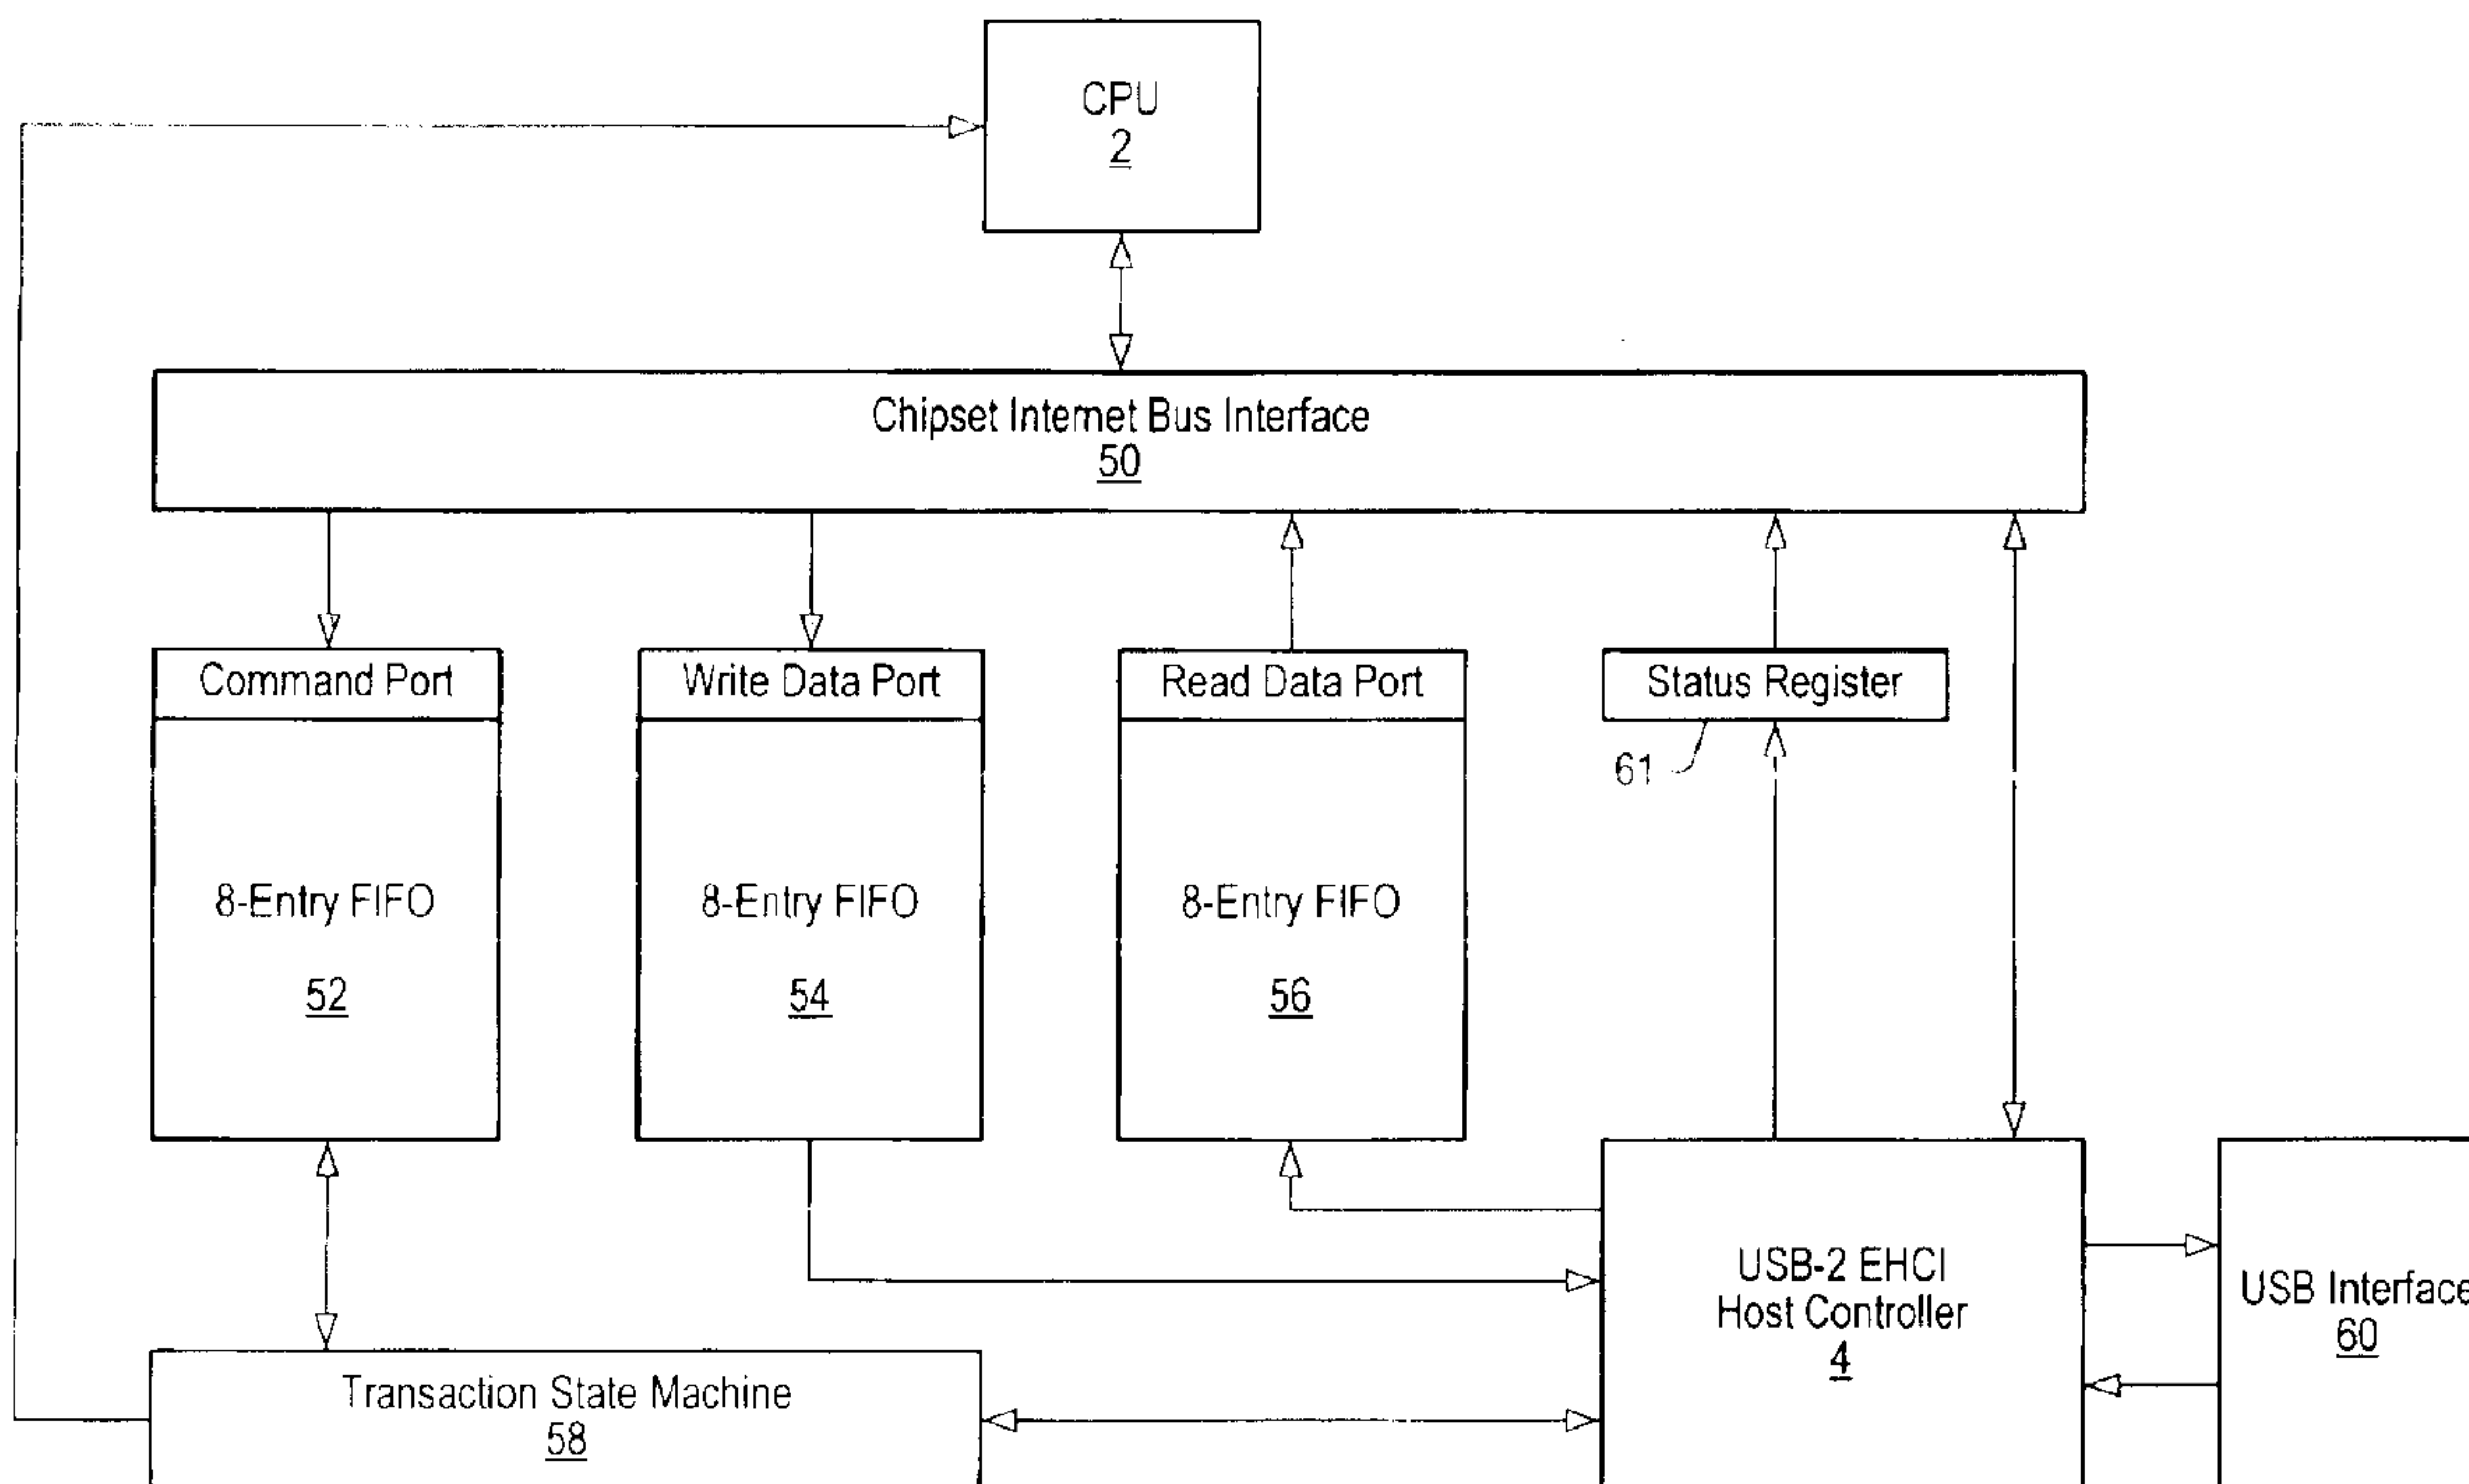 CPU
2
Chipset Internet Bus Interface
50
Command Port
Write Data Port
Read Data Port
Status Register
61
8-Entry FIFO
52
8-Entry FIFO
54
8-Entry FIFO
56
USB-2 EHCI
Host Controller
4
USB Interface
60
Transaction State Machine
58